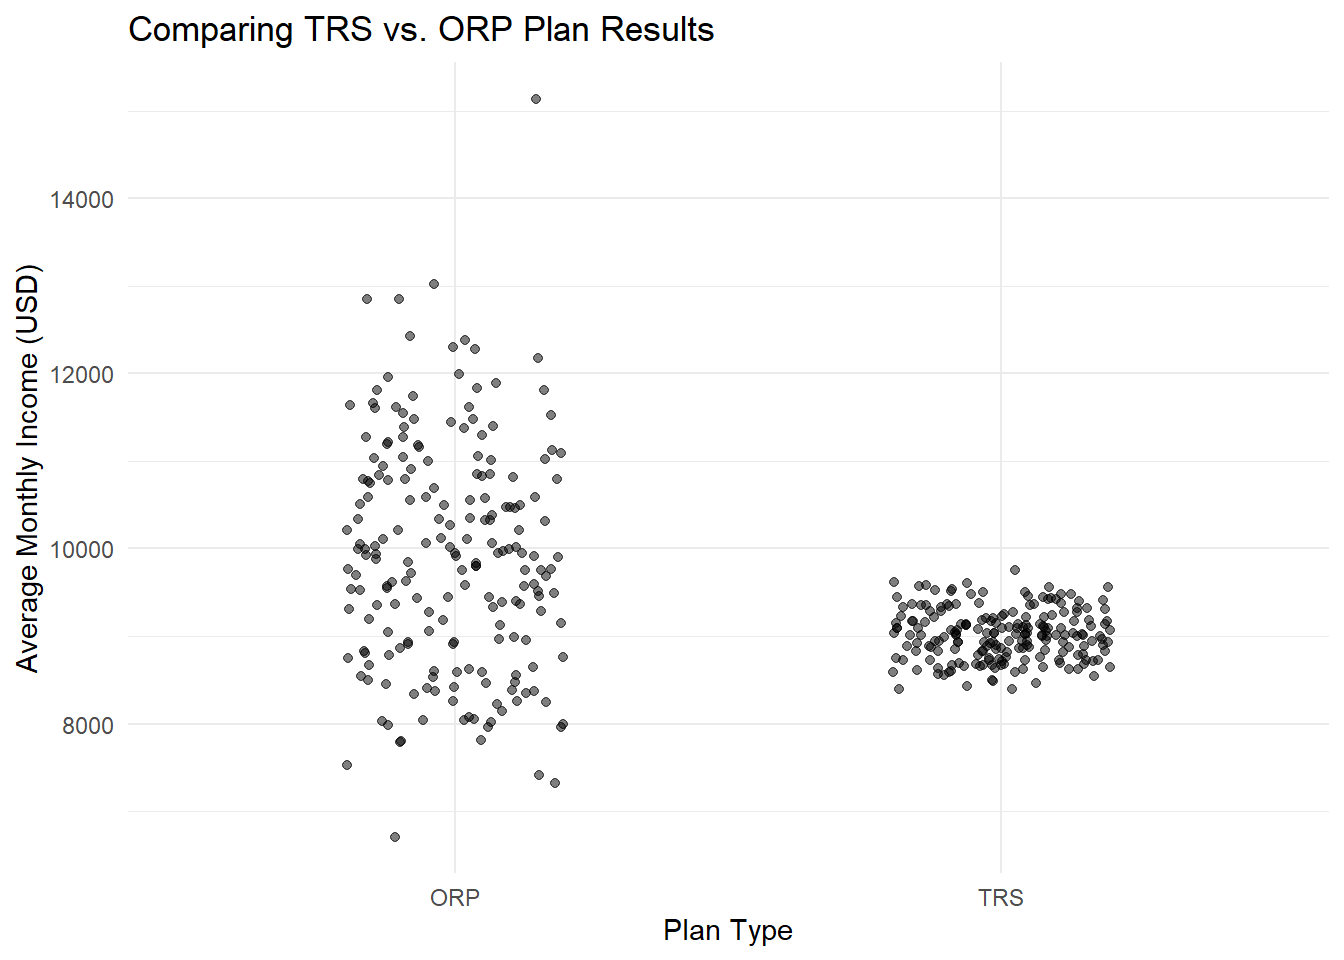 Comparing TRS vs. ORP Plan Results
Average Monthly Income (USD)
14000
12000
10000
8000
ORP
TRS
Plan Type